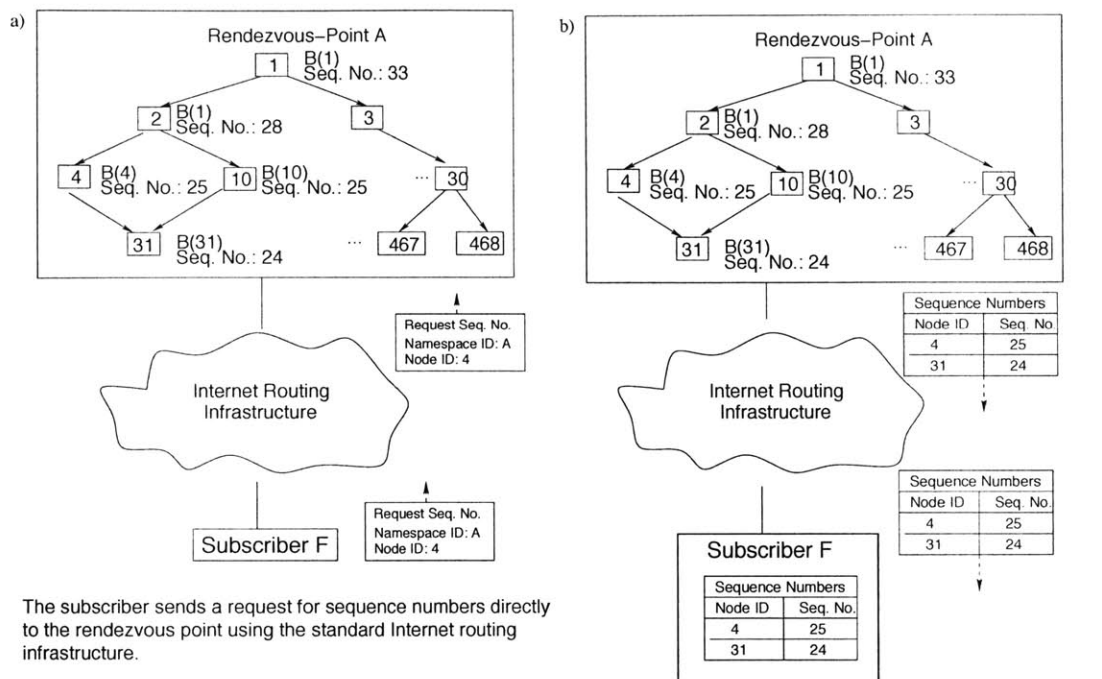 a)
Rendezvous-Point A
1
B(1)
Seq. No.: 33
2
B(1)
Seq. No.: 28
3
4
B(4)
Seq. No.: 25
10
B(10)
Seq. No.: 25
... 30
31
B(31)
Seq. No.: 24
... 467
468
Request Seq. No.
Namespace ID: A
Node ID: 4
Internet Routing
Infrastructure
Request Seq. No.
Namespace ID: A
Node ID: 4
Subscriber F
The subscriber sends a request for sequence numbers directly
to the rendezvous point using the standard Internet routing
infrastructure.
b)
Rendezvous-Point A
1
B(1)
Seq. No.: 33
2
B(1)
Seq. No.: 28
3
4
B(4)
Seq. No.: 25
10
B(10)
Seq. No.: 25
... 30
31
B(31)
Seq. No.: 24
... 467
468
Sequence Numbers
Node ID Seq. No.
4 25
31 24
Internet Routing
Infrastructure
Sequence Numbers
Node ID Seq. No.
4 25
31 24
Subscriber F
Sequence Numbers
Node ID Seq. No.
4 25
31 24